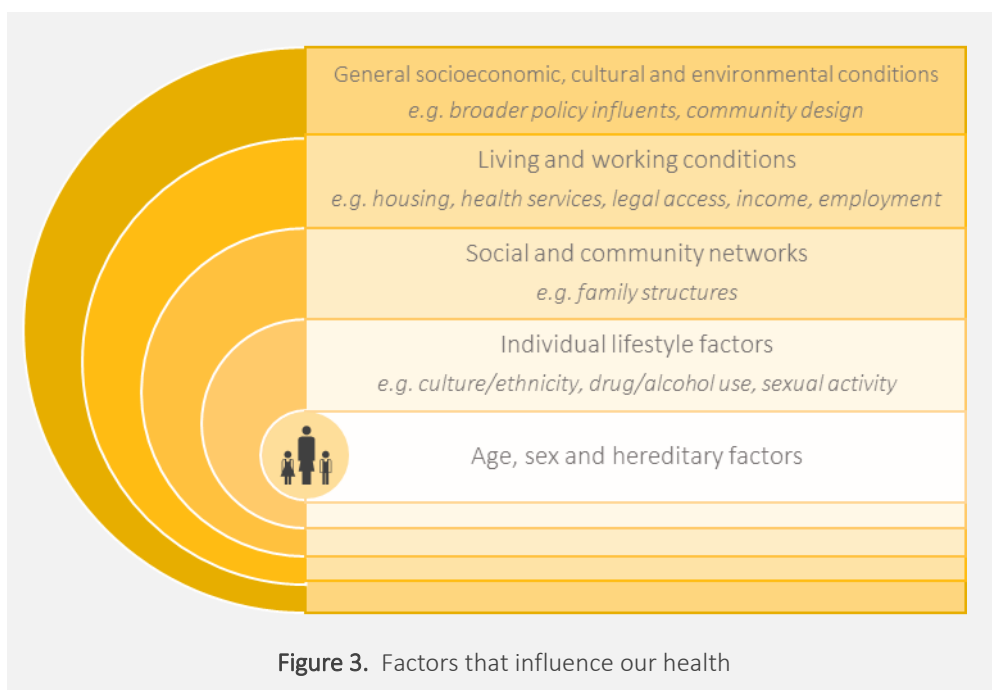 General socioeconomic, cultural and environmental conditions
e.g. broader policy influents, community design
Living and working conditions
e.g. housing, health services, legal access, income, employment
Social and community networks
e.g. family structures
Individual lifestyle factors
e.g. culture/ethnicity, drug/alcohol use, sexual activity
Age, sex and hereditary factors
Figure 3. Factors that influence our health